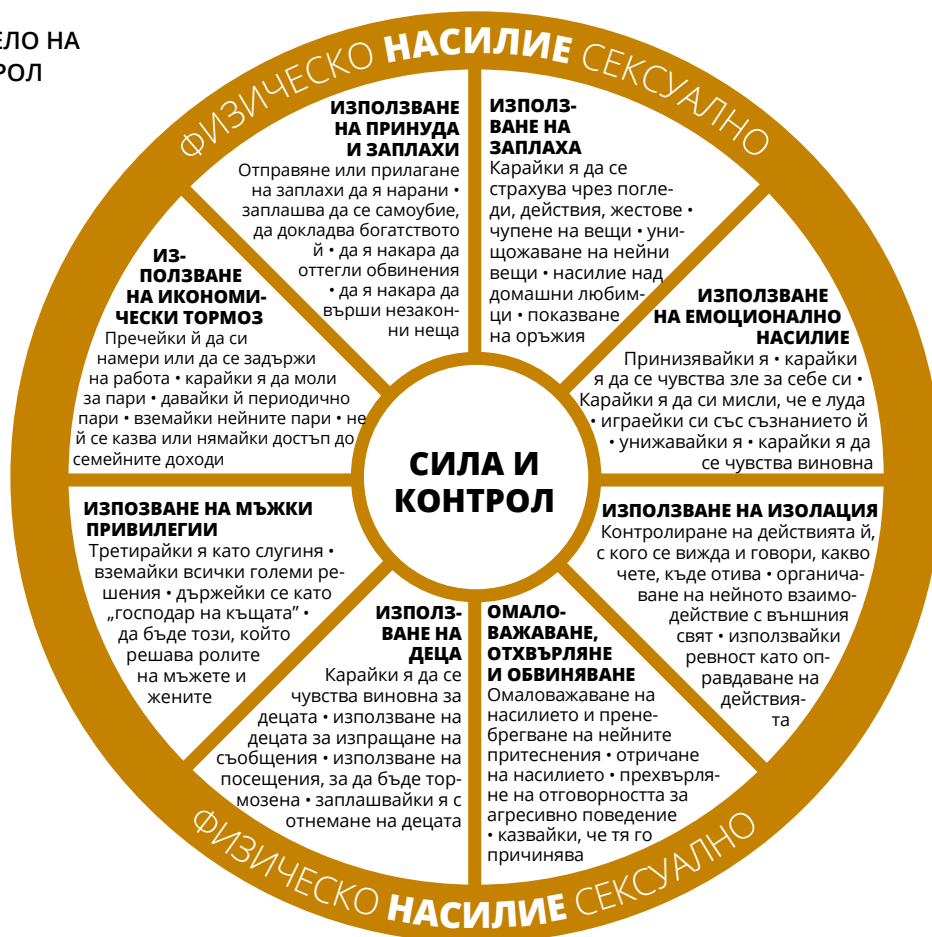 ЕЛО НА
РОЛ
ФИЗИЧЕСКО НАСИЛИЕ СЕКСУАЛНО
ИЗПОЛЗВАНЕ
НА ПРИНУДА
И ЗАПЛАХИ
Отправяне или прилагане
на заплахи да я нарани •
заплашва да се самоубие,
да докладва богатството
й • да я накара да
оттегли обвинения
• да я накара да
върши незакон-
ни неща
ИЗПОЛЗ-
ВАНЕ НА
ЗАПЛАХА
Карайки я да се
страхува чрез погле-
ди, действия, жестове •
чупене на вещи • уни-
щожаване на нейни
вещи • насилие над
домашни любим-
ци • показване
на оръжия
ИЗПОЛЗВАНЕ
НА ЕМОЦИОНАЛНО
НАСИЛИЕ
Принизявайки я • карайки
я да се чувства зле за себе си •
Карайки я да си мисли, че е луда
• играейки си със съзнанието й
• унижавайки я • карайки я да
се чувства виновна
ИЗПОЛЗВАНЕ НА ИЗОЛАЦИЯ
Контролиране на действията й,
с кого се вижда и говори, какво
чете, къде отива • органича-
ване на нейното взаимо-
действие с външния
свят • използвайки
ревност като оп-
равдаване на
действия-
та
ОМАЛО-
ВАЖАВАНЕ,
ОТХВЪРЛЯНЕ
И ОБВИНЯВАНЕ
Омаловажаване на
насилието и прене-
брегване на нейните
притеснения • отричане
на насилието • прехвърля-
не на отговорността за
агресивно поведение
• казвайки, че тя го
причинява
ИЗПОЛЗ-
ВАНЕ НА
ДЕЦА
Карайки я да се
чувства виновна за
децата • използване на
децата за изпращане на
съобщения • използване на
посещения, за да бъде тор-
мозена • заплашвайки я с
отнемане на децата
ИЗПОЗВАНЕ НА МЪЖКИ
ПРИВИЛЕГИИ
Третирайки я като слугиня •
вземайки всички големи ре-
шения • държейки се като
„господар на къщата” •
да бъде този, който
решава ролите
на мъжете и
жените
ИЗ-
ПОЛЗВАНЕ
НА ИКОНОМИ-
ЧЕСКИ ТОРМОЗ
Пречейки й да си
намери или да се задържи
на работа • карайки я да моли
за пари • давайки й периодично
пари • вземайки нейните пари • не
й се казва или нямайки достъп до
семейните доходи
СИЛА И
КОНТРОЛ
ФИЗИЧЕСКО НАСИЛИЕ СЕКСУАЛНО